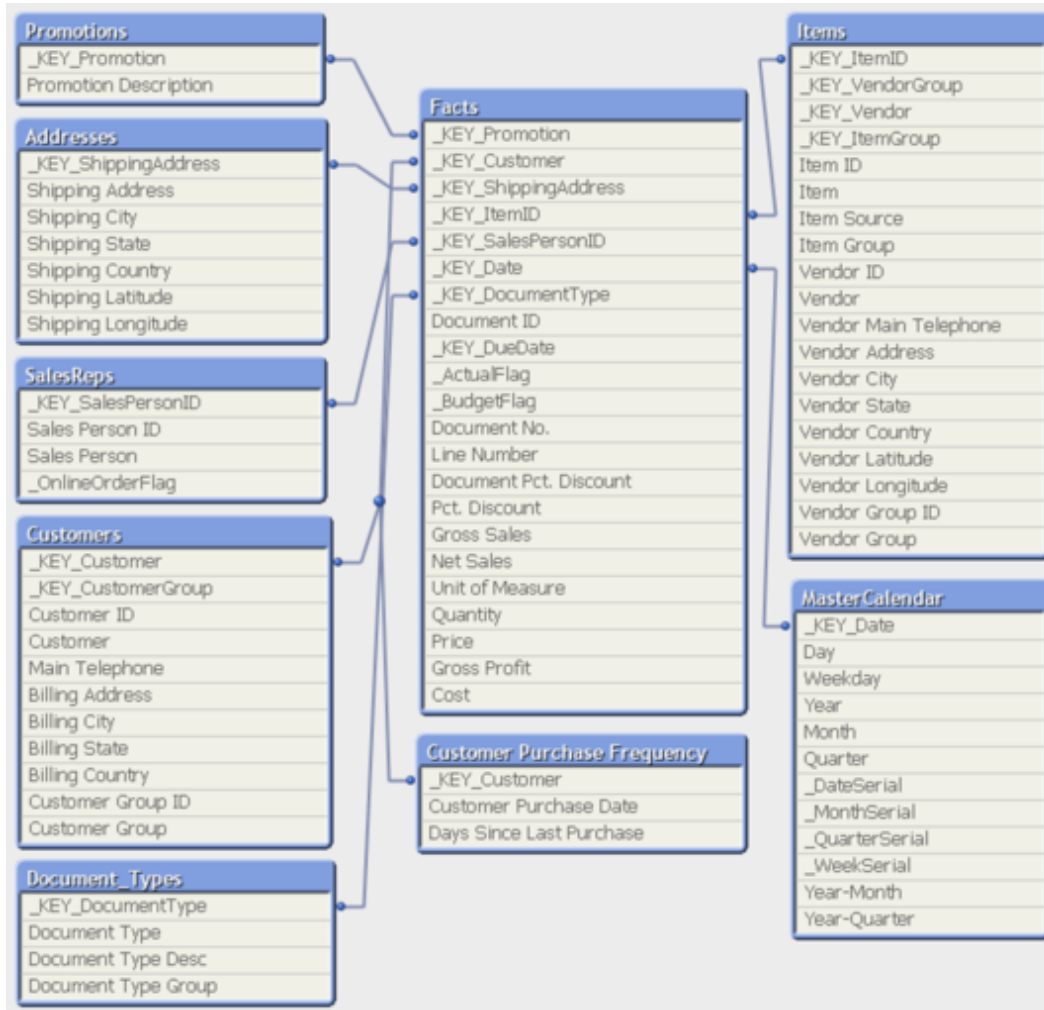 Promotions
_KEY_Promotion
Promotion Description
Addresses
_KEY_ShippingAddress
Shipping Address
Shipping City
Shipping State
Shipping Country
Shipping Latitude
Shipping Longitude
SalesReps
_KEY_SalesPersonID
Sales Person ID
Sales Person
_OnlineOrderFlag
Customers
_KEY_Customer
_KEY_CustomerGroup
Customer ID
Customer
Main Telephone
Billing Address
Billing City
Billing State
Billing Country
Customer Group ID
Customer Group
Document_Types
_KEY_DocumentType
Document Type
Document Type Desc
Document Type Group
Facts
_KEY_Promotion
_KEY_Customer
_KEY_ShippingAddress
_KEY_ItemID
_KEY_SalesPersonID
_KEY_Date
_KEY_DocumentType
Document ID
_KEY_DueDate
_ActualFlag
_BudgetFlag
Document No.
Line Number
Document Pct. Discount
Pct. Discount
Gross Sales
Net Sales
Unit of Measure
Quantity
Price
Gross Profit
Cost
Customer Purchase Frequency
_KEY_Customer
Customer Purchase Date
Days Since Last Purchase
Items
_KEY_ItemID
_KEY_VendorGroup
_KEY_Vendor
_KEY_ItemGroup
Item ID
Item
Item Source
Item Group
Vendor ID
Vendor
Vendor Main Telephone
Vendor Address
Vendor City
Vendor State
Vendor Country
Vendor Latitude
Vendor Longitude
Vendor Group ID
Vendor Group
MasterCalendar
_KEY_Date
Day
Weekday
Year
Month
Quarter
_DateSerial
_MonthSerial
_QuarterSerial
_WeekSerial
Year-Month
Year-Quarter